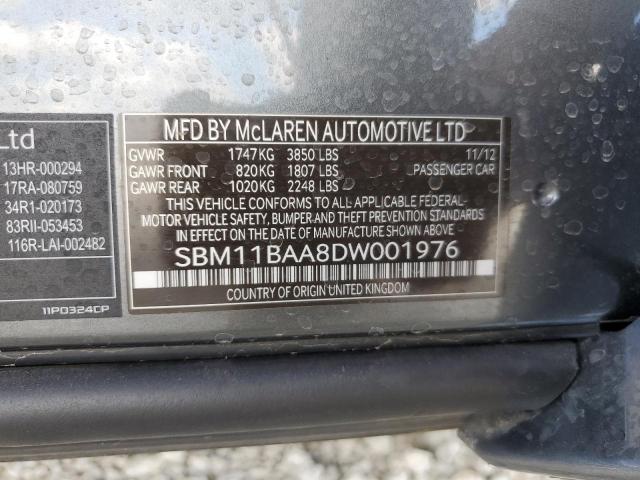 Ltd
13HR-000294
17RA-080759
34R1-020173
83RII-053453
116R-LAI-002482
11P0324CP
MFD BY McLAREN AUTOMOTIVE LTD
GVWR 1747KG 3850 LBS 11/12
GAWR FRONT 820KG 1807 LBS PASSENGER CAR
GAWR REAR 1020KG 2248 LBS
THIS VEHICLE CONFORMS TO ALL APPLICABLE FEDERAL-
MOTOR VEHICLE SAFETY, BUMPER AND THEFT PREVENTION STANDARDS
IN EFFECT ON THE DATE OF MANUFACTURE SHOWN ABOVE
SBM11BAA8DW001976
COUNTRY OF ORIGIN UNITED KINGDOM